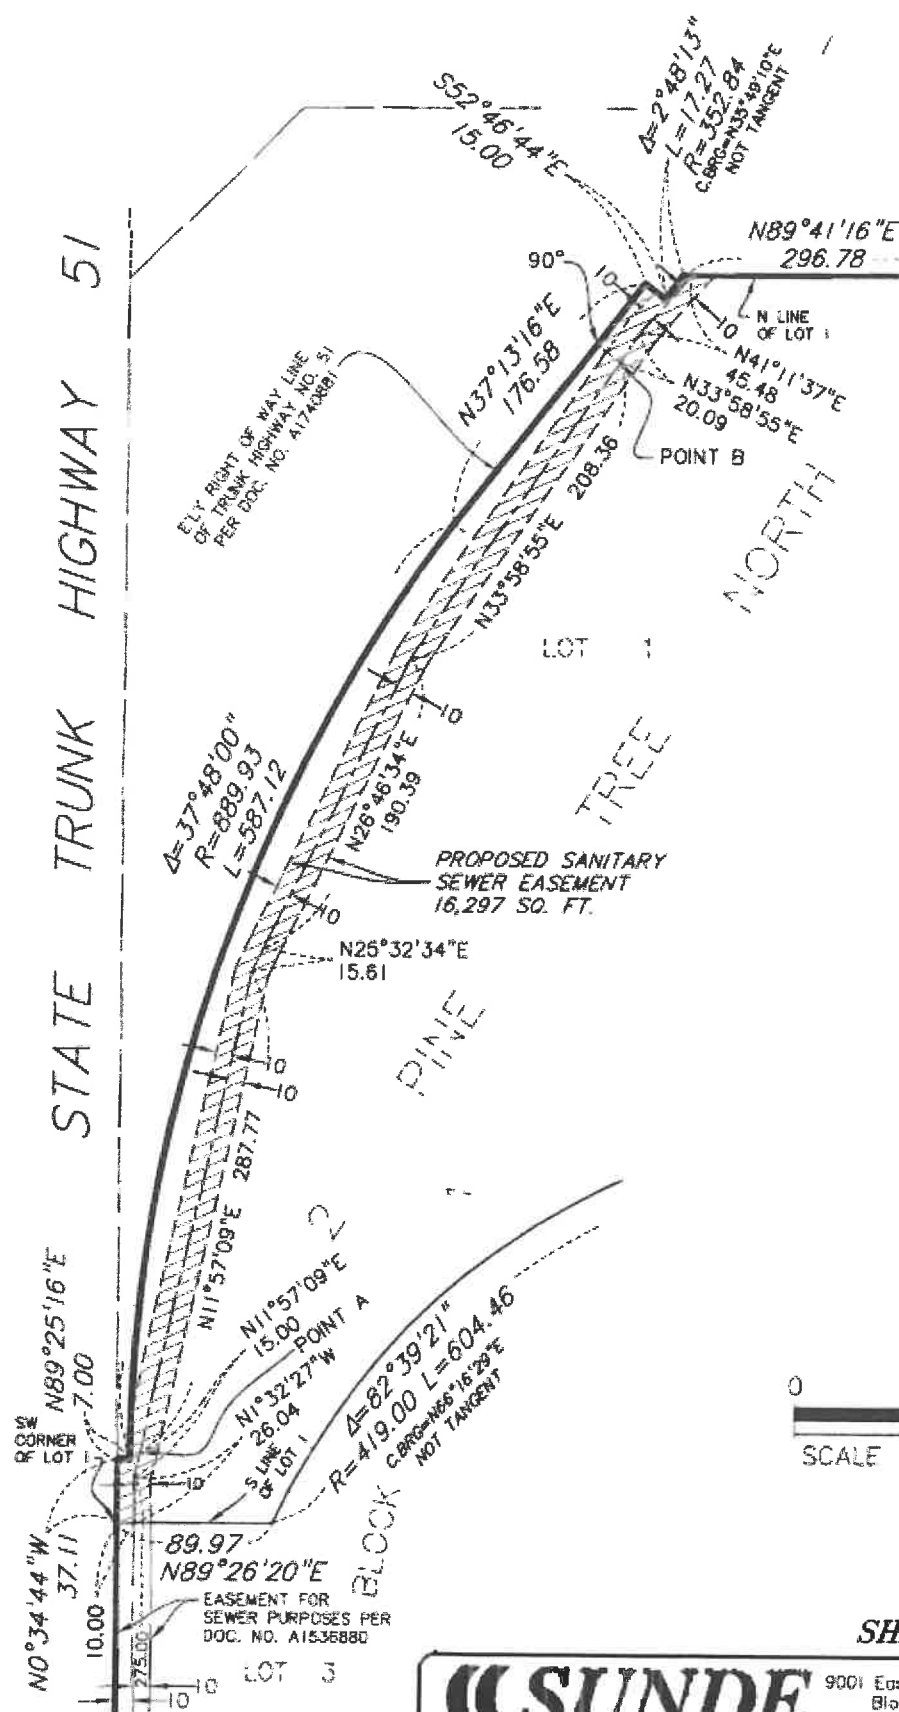 Δ=2°48'13"
L=17.27
R=352.84
C.BRG=N35°49'10"E
NOT TANGENT
S52°46'44"E
15.00
N89°41'16"E
296.78
90°
10
N LINE
OF LOT 1
10
N41°11'37"E
45.48
N33°58'55"E
20.09
POINT B
N37°13'16"E
176.58
ELY RIGHT OF WAY LINE
OF TRUNK HIGHWAY NO. 51
PER DOC. NO. A1740881
N33°58'55"E 208.36
STATE TRUNK HIGHWAY 51
LOT 1
PINE TREE NORTH
10
Δ=37°48'00"
R=889.93
L=587.12
N26°46'34"E
190.39
PROPOSED SANITARY
SEWER EASEMENT
16,297 SQ. FT.
10
N25°32'34"E
15.61
10
10
N11°57'09"E 287.77
2
N11°57'09"E
15.00
POINT A
N1°32'27"W
26.04
N89°25'16"E
7.00
SW
CORNER
OF LOT 1
10
S LINE
OF LOT 1
Δ=82°39'21"
R=419.00 L=604.46
C.BRG=N66°16'29"E
NOT TANGENT
0
SCALE
BLOCK
N0°34'44"W
37.11
89.97
N89°26'20"E
10.00
EASEMENT FOR
SEWER PURPOSES PER
DOC. NO. A1536880
275.00
LOT 3
10
10
SH
SUNDE
9001 Eas
Bloo